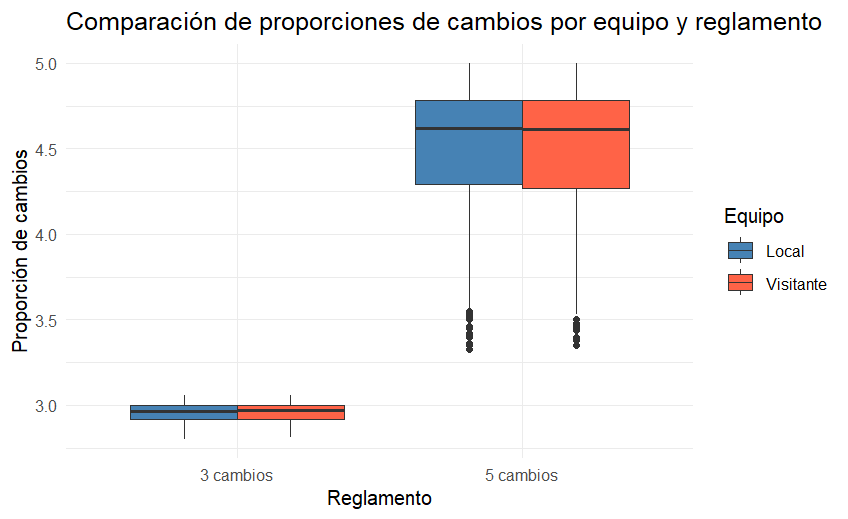 Comparación de proporciones de cambios por equipo y reglamento
Proporción de cambios
5.0
4.5
4.0
3.5
3.0
3 cambios
5 cambios
Reglamento
Equipo
Local
Visitante